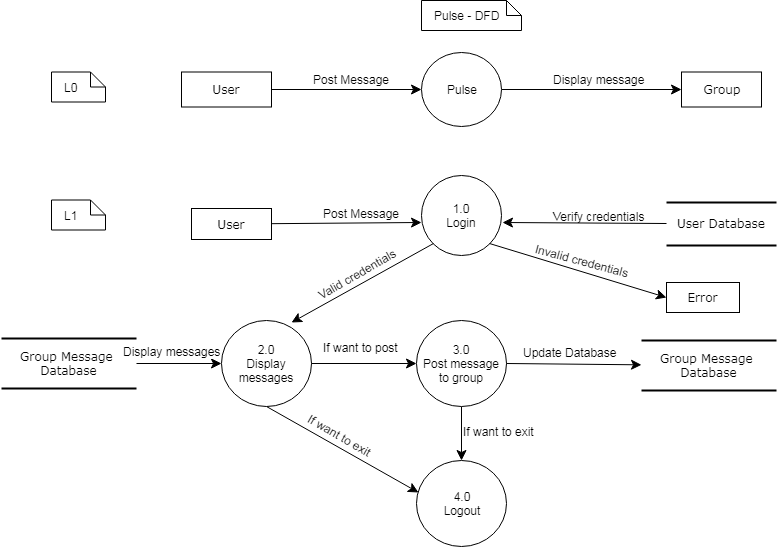 Pulse - DFD
L0
User
Post Message
Pulse
Display message
Group
L1
User
Post Message
1.0
Login
Verify credentials
User Database
Valid credentials
Invalid credentials
Error
Group Message
Database
Display messages
2.0
Display
messages
If want to post
3.0
Post message
to group
Update Database
Group Message
Database
If want to exit
If want to exit
4.0
Logout